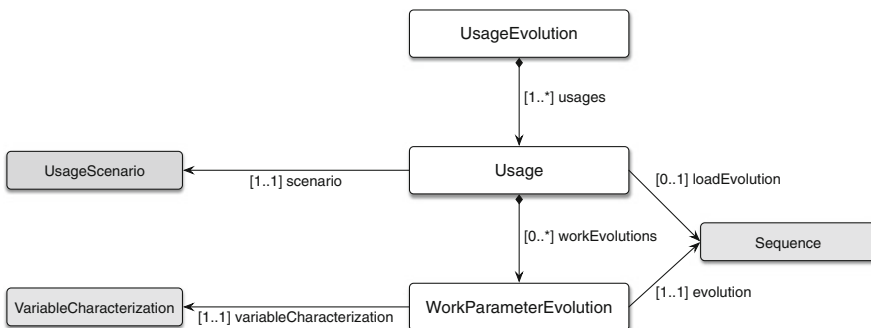 UsageEvolution
[1..*] usages
UsageScenario
[1..1] scenario
Usage
[0..1] loadEvolution
[0..*] workEvolutions
Sequence
VariableCharacterization
[1..1] variableCharacterization
WorkParameterEvolution
[1..1] evolution